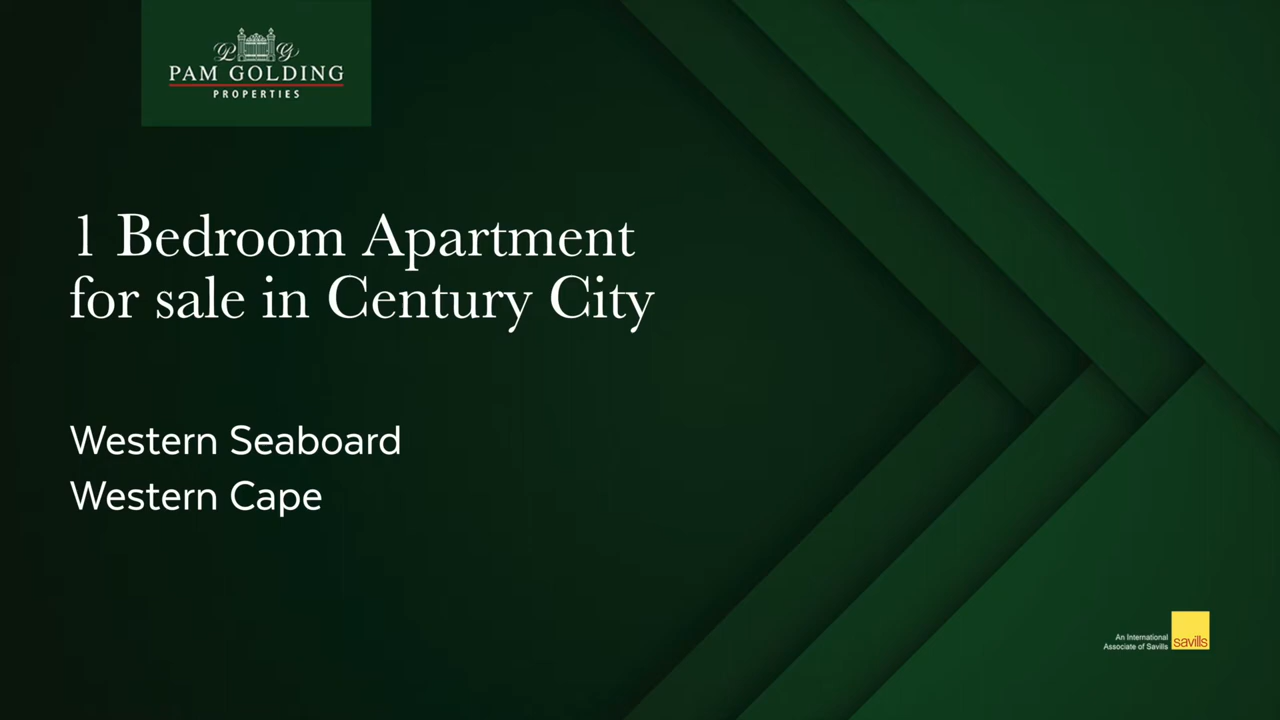 P G
PAM GOLDING
PROPERTIES
1 Bedroom Apartment
for sale in Century City
Western Seaboard
Western Cape
An International
Associate of Savills
savills